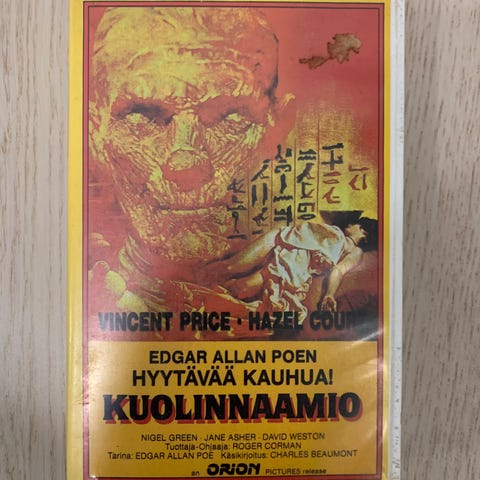 VINCENT PRICE · HAZEL COURT
EDGAR ALLAN POEN
HYYTÄVÄÄ KAUHUA!
KUOLINNAAMIO
NIGEL GREEN · JANE ASHER · DAVID WESTON
Tuottaja-Ohjaaja: ROGER CORMAN
Tarina: EDGAR ALLAN POE Käsikirjoitus: CHARLES BEAUMONT
an ORION PICTURES release